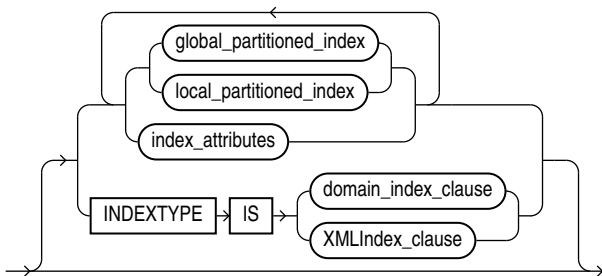 global_partitioned_index
local_partitioned_index
index_attributes
domain_index_clause
INDEXTYPE IS
XMLIndex_clause